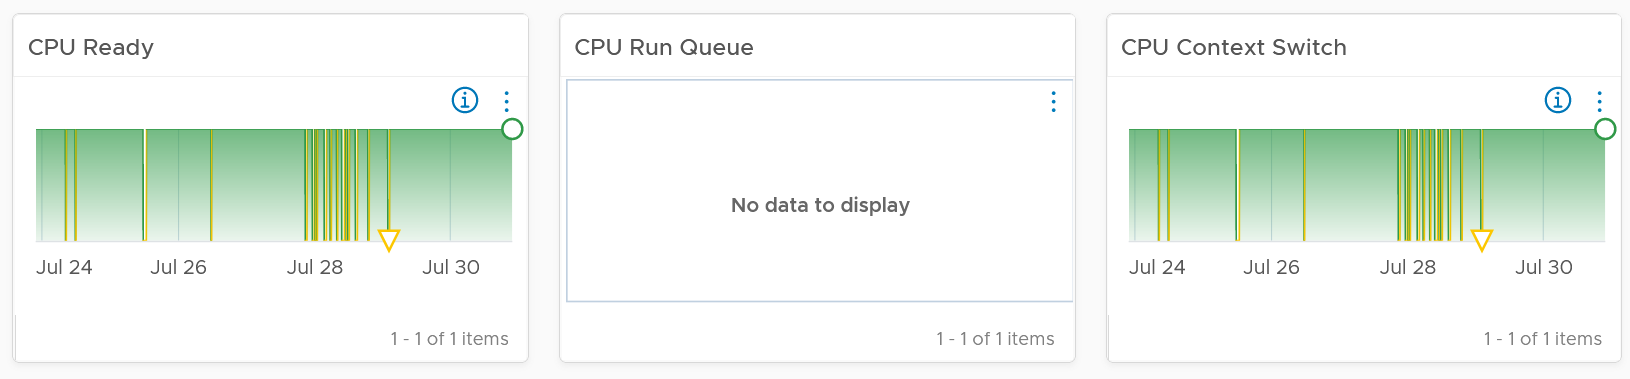 CPU Ready
Jul 24 Jul 26 Jul 28 Jul 30
1 - 1 of 1 items
CPU Run Queue
No data to display
1 - 1 of 1 items
CPU Context Switch
Jul 24 Jul 26 Jul 28 Jul 30
1 - 1 of 1 items